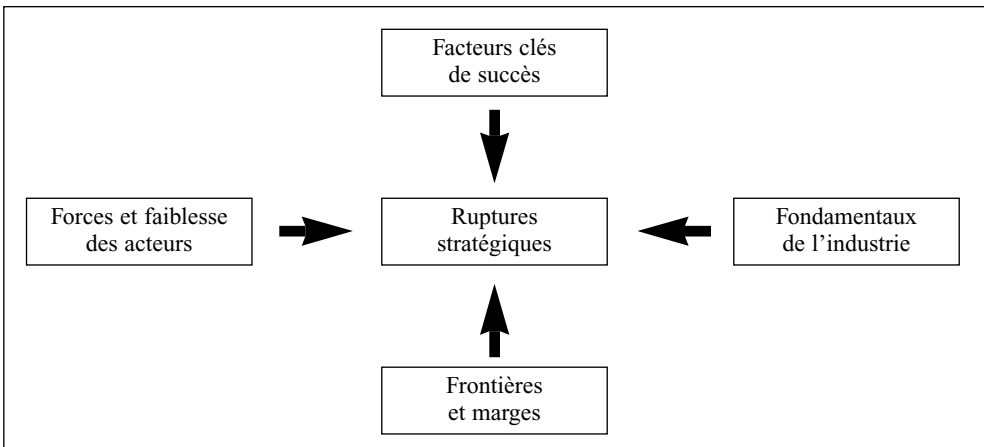 Facteurs clés
de succès
Forces et faiblesse
des acteurs
Ruptures
stratégiques
Fondamentaux
de l’industrie
Frontières
et marges